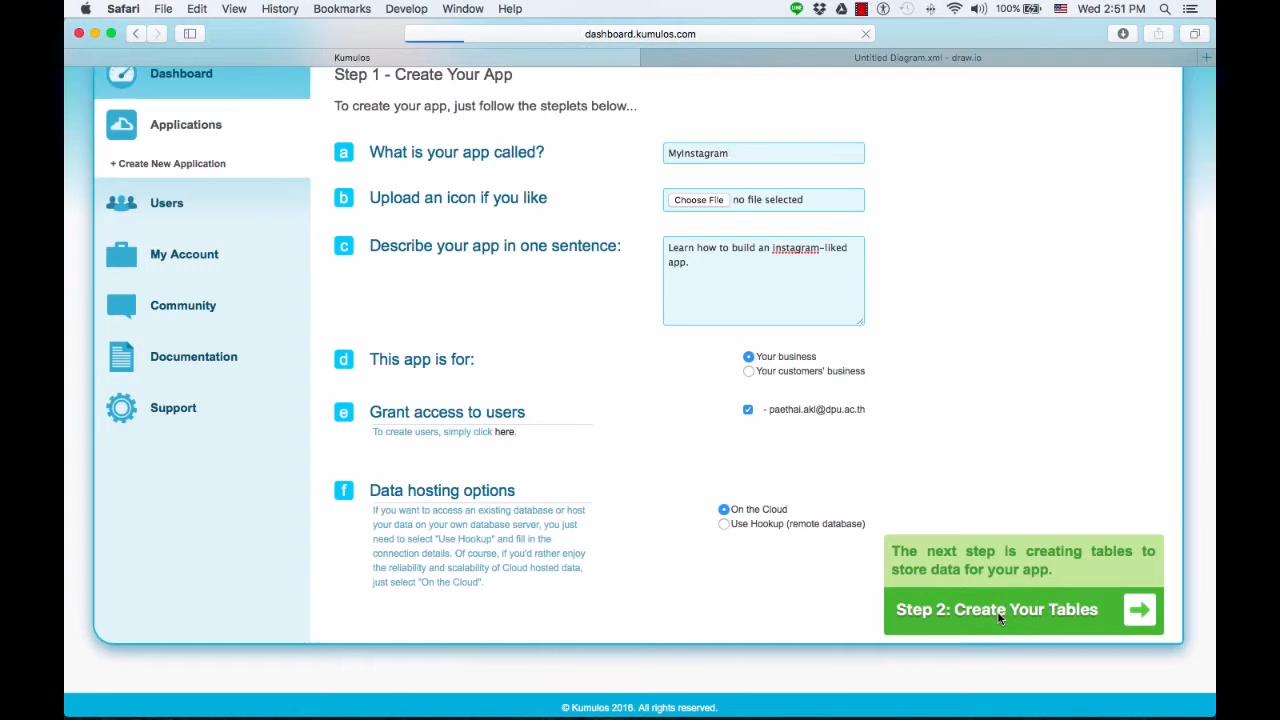 Safari File Edit View History Bookmarks Develop Window Help 100% Wed 2:51 PM
dashboard.kumulos.com
Kumulos
Untitled Diagram.xml - draw.io
Dashboard
Applications
+ Create New Application
Users
My Account
Community
Documentation
Support
Step 1 - Create Your App
To create your app, just follow the steplets below...
a What is your app called?
MyInstagram
b Upload an icon if you like
Choose File no file selected
c Describe your app in one sentence:
Learn how to build an instagram-liked
app.
d This app is for:
Your business
Your customers' business
e Grant access to users
To create users, simply click here.
- paethai.akl@dpu.ac.th
f Data hosting options
If you want to access an existing database or host
your data on your own database server, you just
need to select "Use Hookup" and fill in the
connection details. Of course, if you'd rather enjoy
the reliability and scalability of Cloud hosted data,
just select "On the Cloud".
On the Cloud
Use Hookup (remote database)
The next step is creating tables to
store data for your app.
Step 2: Create Your Tables
© Kumulos 2016. All rights reserved.